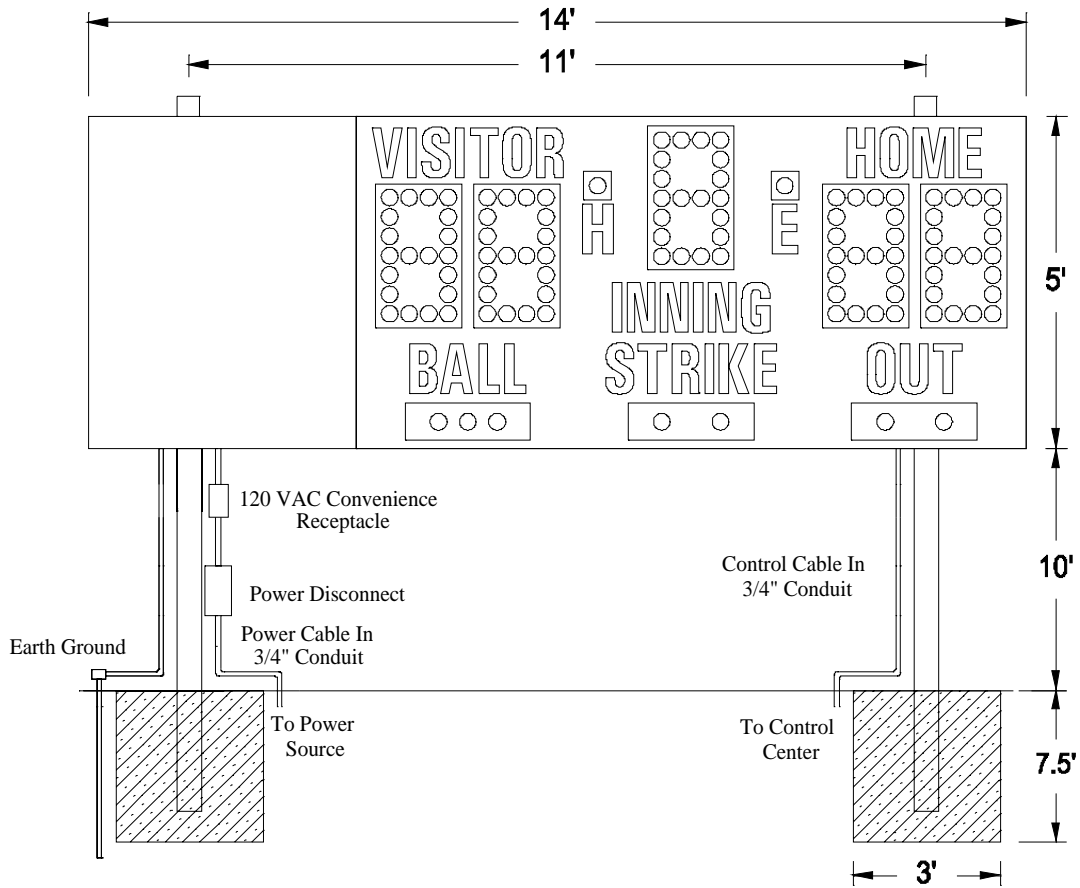 14'
11'
VISITOR
HOME
H
E
5'
INNING
BALL
STRIKE
OUT
120 VAC Convenience
Receptacle
Control Cable In
3/4" Conduit
10'
Power Disconnect
Power Cable In
3/4" Conduit
Earth Ground
To Power
Source
To Control
Center
7.5'
3'